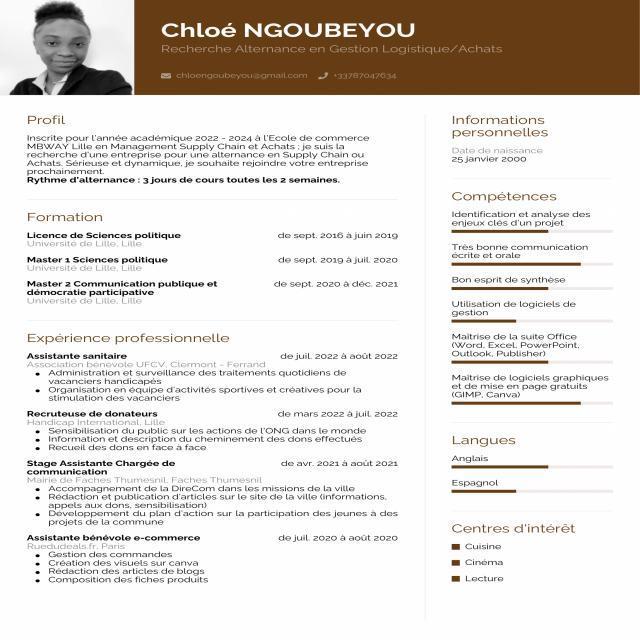 Chloé NGOUBEYOU
Recherche Alternance en Gestion Logistique/Achats
chloengoubeyou@gmail.com +33787047634
Profil
Inscrite pour l'année académique 2022 - 2024 à l'Ecole de commerce
MBWAY Lille en Management Supply Chain et Achats ; je suis la
recherche d'une entreprise pour une alternance en Supply Chain ou
Achats. Sérieuse et dynamique, je souhaite rejoindre votre entreprise
prochainement.
Rythme d'alternance : 3 jours de cours toutes les 2 semaines.
Formation
Licence de Sciences politique de sept. 2016 à juin 2019
Université de Lille, Lille
Master 1 Sciences politique de sept. 2019 à juil. 2020
Université de Lille, Lille
Master 2 Communication publique et de sept. 2020 à déc. 2021
démocratie participative
Université de Lille, Lille
Expérience professionnelle
Assistante sanitaire de juil. 2022 à août 2022
Association bénévole UFCV, Clermont - Ferrand
Administration et surveillance des traitements quotidiens de
vacanciers handicapés
Organisation en équipe d'activités sportives et créatives pour la
stimulation des vacanciers
Recruteuse de donateurs de mars 2022 à juil. 2022
Handicap International, Lille
Sensibilisation du public sur les actions de l'ONG dans le monde
Information et description du cheminement des dons effectués
Recueil des dons en face à face
Stage Assistante Chargée de de avr. 2021 à août 2021
communication
Mairie de Faches Thumesnil, Faches Thumesnil
Accompagnement de la DireCom dans les missions de la ville
Rédaction et publication d'articles sur le site de la ville (informations,
appels aux dons, sensibilisation)
Développement du plan d'action sur la participation des jeunes à des
projets de la commune
Assistante bénévole e-commerce de juil. 2020 à août 2020
Ruedudeals.fr, Paris
Gestion des commandes
Création des visuels sur canva
Rédaction des articles de blogs
Composition des fiches produits
Informations
personnelles
Date de naissance
25 janvier 2000
Compétences
Identification et analyse des
enjeux clés d'un projet
Très bonne communication
écrite et orale
Bon esprit de synthèse
Utilisation de logiciels de
gestion
Maîtrise de la suite Office
(Word, Excel, PowerPoint,
Outlook, Publisher)
Maîtrise de logiciels graphiques
et de mise en page gratuits
(GIMP, Canva)
Langues
Anglais
Espagnol
Centres d'intérêt
Cuisine
Cinéma
Lecture